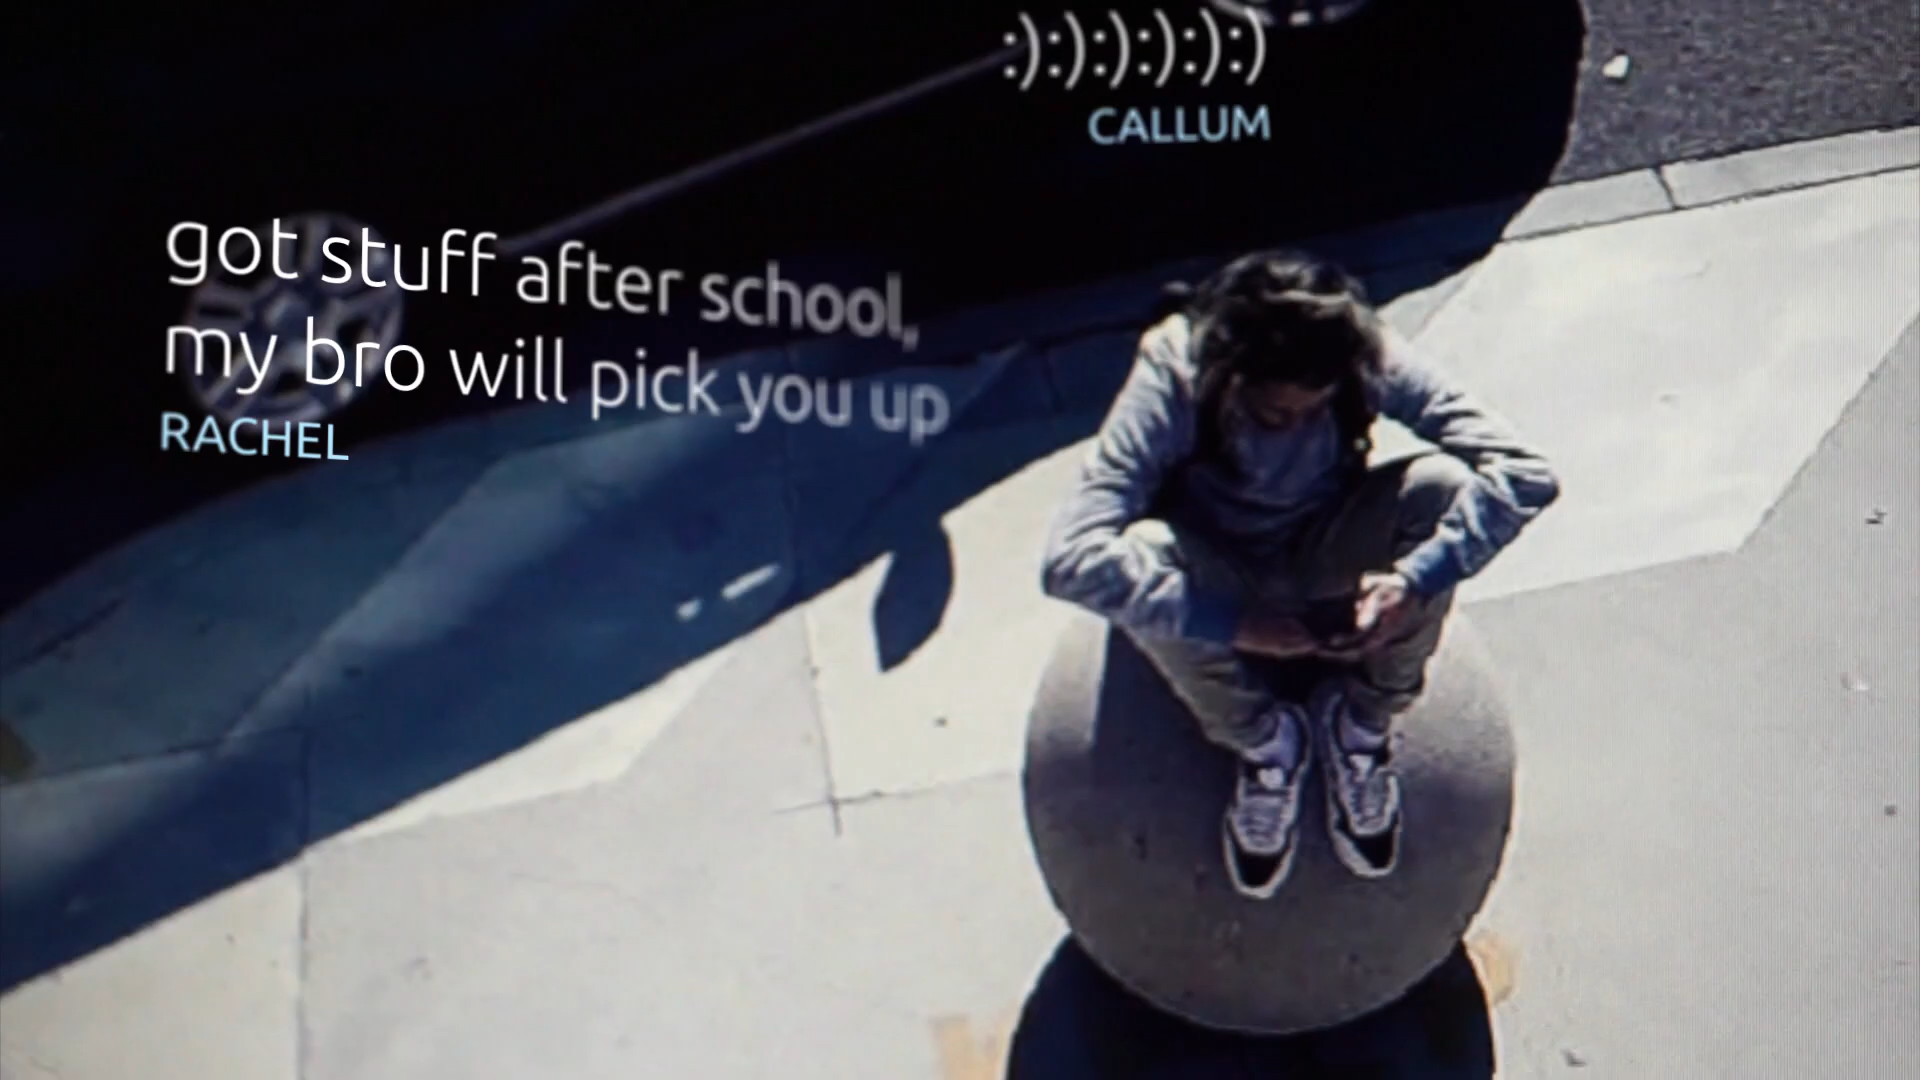 :):):):):):)
CALLUM
got stuff after school,
my bro will pick you up
RACHEL